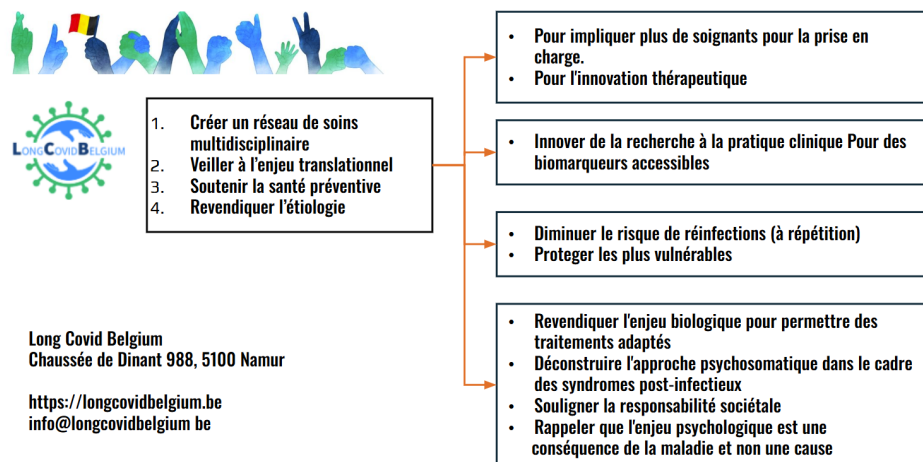 LONGCOVIDBELGIUM
1. Créer un réseau de soins
multidisciplinaire
2. Veiller à l'enjeu translationnel
3. Soutenir la santé préventive
4. Revendiquer l'étiologie
• Pour impliquer plus de soignants pour la prise en
charge.
• Pour l'innovation thérapeutique
• Innover de la recherche à la pratique clinique Pour des
biomarqueurs accessibles
• Diminuer le risque de réinfections (à répétition)
• Proteger les plus vulnérables
• Revendiquer l'enjeu biologique pour permettre des
traitements adaptés
• Déconstruire l'approche psychosomatique dans le cadre
des syndromes post-infectieux
• Souligner la responsabilité sociétale
• Rappeler que l'enjeu psychologique est une
conséquence de la maladie et non une cause
Long Covid Belgium
Chaussée de Dinant 988, 5100 Namur
https://longcovidbelgium.be
info@longcovidbelgium be